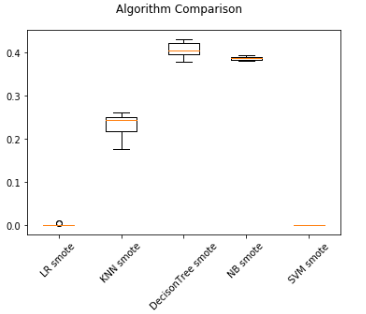 Algorithm Comparison
0.4
0.3
0.2
0.1
0.0
LR smote
KNN smote
DecisonTree smote
NB smote
SVM smote